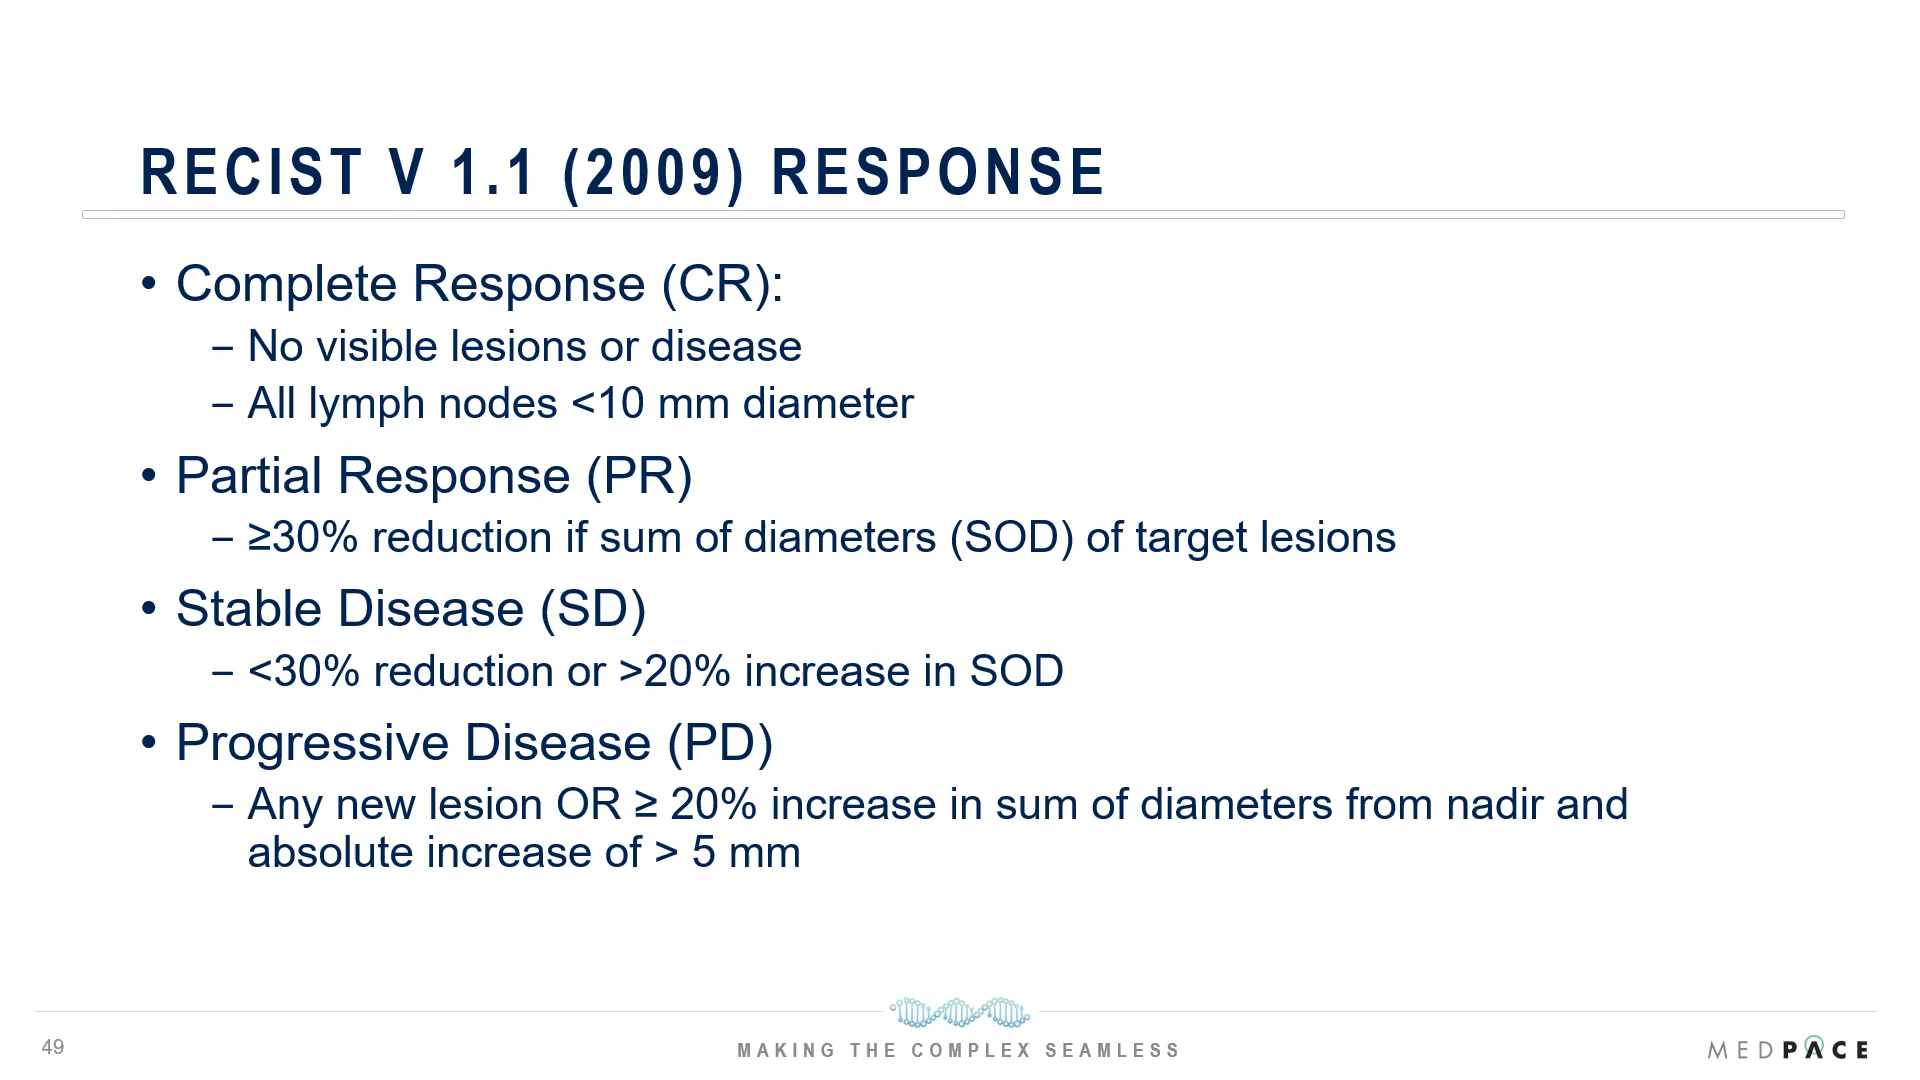 RECIST V 1.1 (2009) RESPONSE
• Complete Response (CR):
– No visible lesions or disease
– All lymph nodes <10 mm diameter
• Partial Response (PR)
– ≥30% reduction if sum of diameters (SOD) of target lesions
• Stable Disease (SD)
– <30% reduction or >20% increase in SOD
• Progressive Disease (PD)
– Any new lesion OR ≥ 20% increase in sum of diameters from nadir and
absolute increase of > 5 mm
49
MAKING THE COMPLEX SEAMLESS
MEDPACE